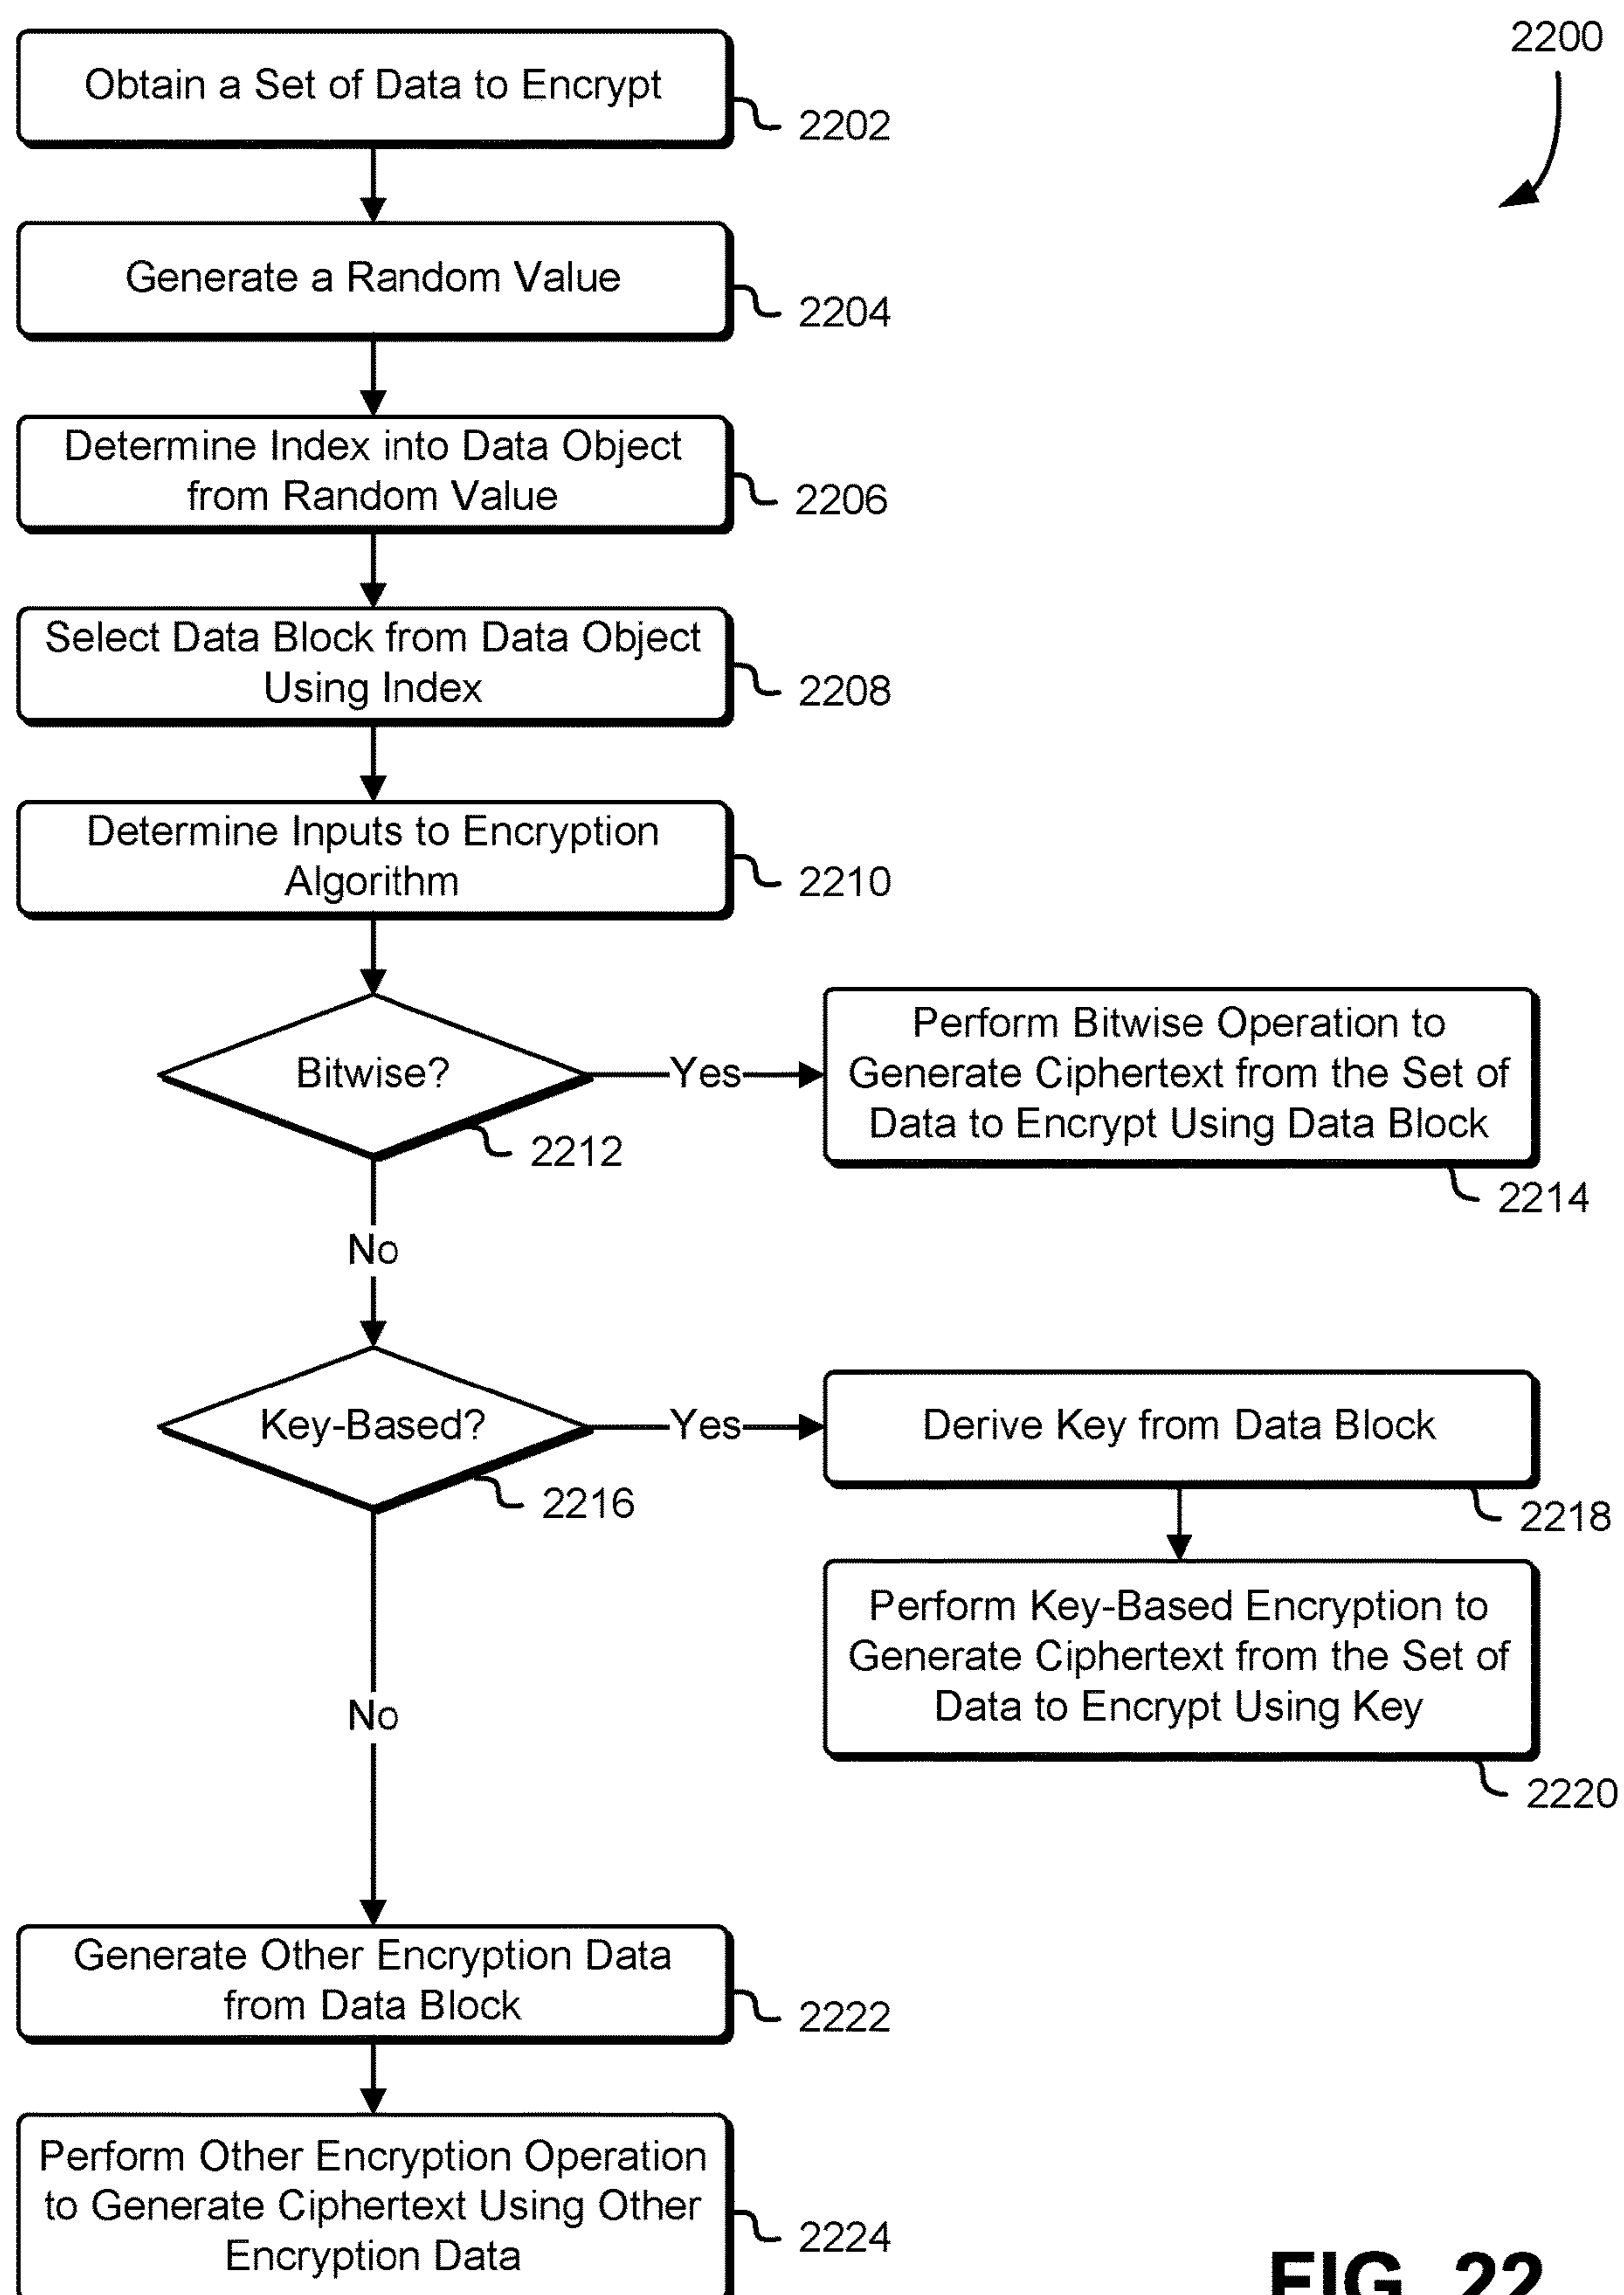 2200
Obtain a Set of Data to Encrypt
2202
Generate a Random Value
2204
Determine Index into Data Object
from Random Value
2206
Select Data Block from Data Object
Using Index
2208
Determine Inputs to Encryption
Algorithm
2210
Bitwise?
Yes
2212
Perform Bitwise Operation to
Generate Ciphertext from the Set of
Data to Encrypt Using Data Block
2214
No
Key-Based?
Yes
2216
Derive Key from Data Block
2218
Perform Key-Based Encryption to
Generate Ciphertext from the Set of
Data to Encrypt Using Key
2220
No
Generate Other Encryption Data
from Data Block
2222
Perform Other Encryption Operation
to Generate Ciphertext Using Other
Encryption Data
2224
FIG. 22